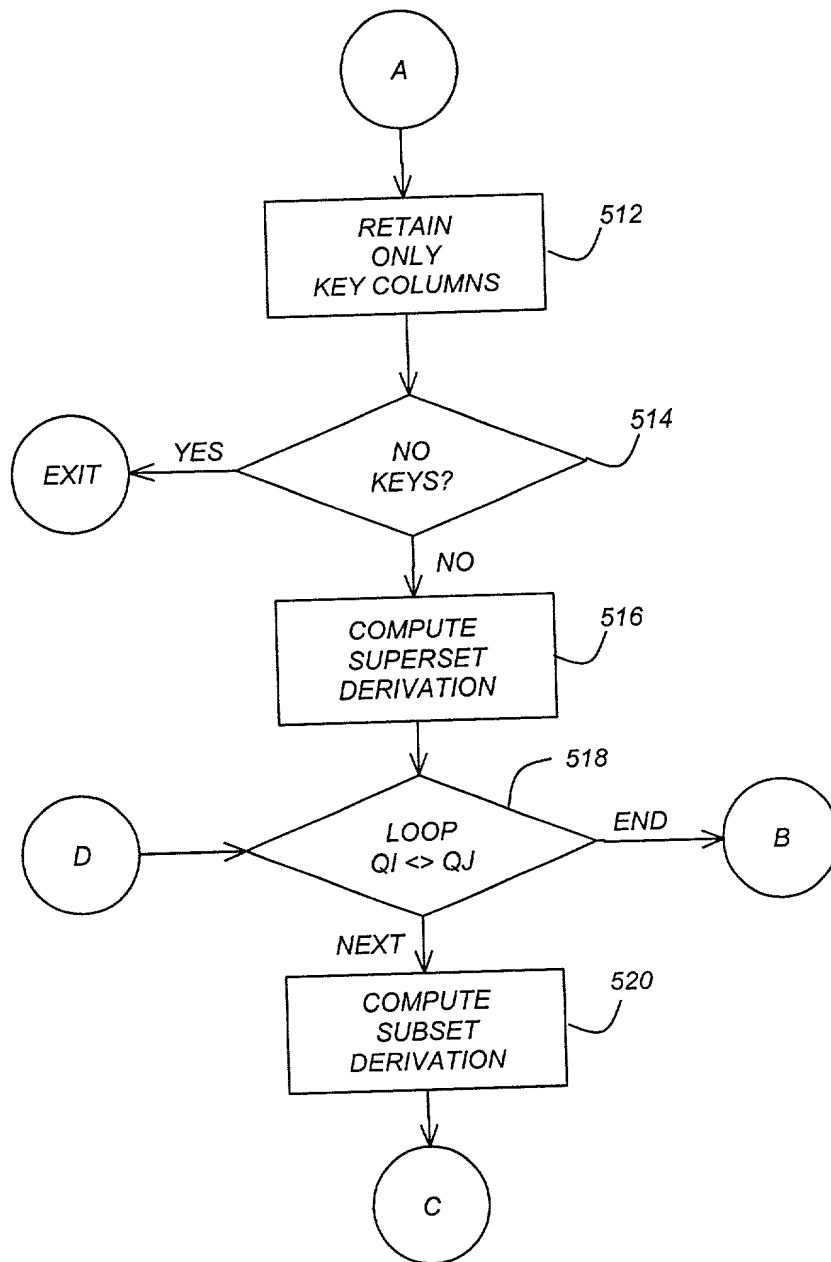 A
RETAIN
ONLY
KEY COLUMNS
512
NO
KEYS?
514
YES
EXIT
NO
COMPUTE
SUPERSET
DERIVATION
516
518
D
LOOP
QI <> QJ
END
B
NEXT
COMPUTE
SUBSET
DERIVATION
520
C